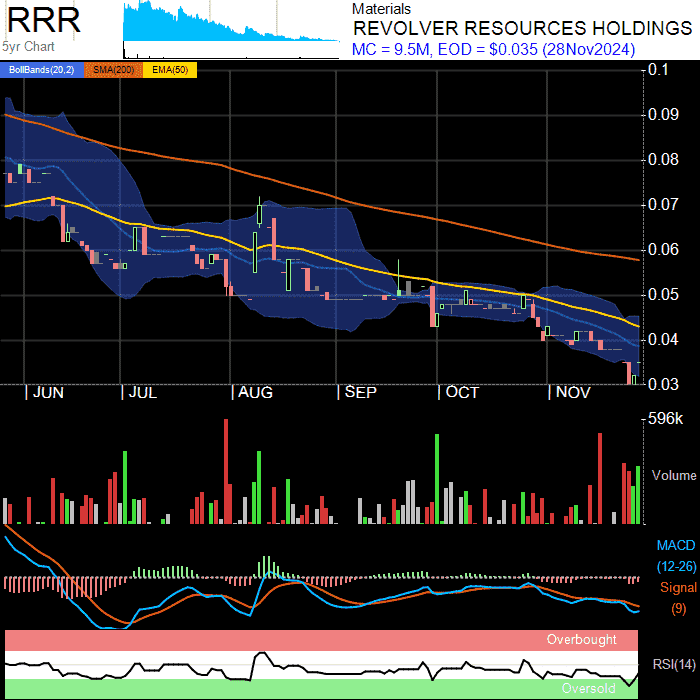 RRR
5yr Chart
Materials
REVOLVER RESOURCES HOLDINGS
MC = 9.5M, EOD = $0.035 (28Nov2024)
BollBands(20,2) SMA(200) EMA(50)
0.1
0.09
0.08
0.07
0.06
0.05
0.04
0.03
JUN JUL AUG SEP OCT NOV
596k
Volume
MACD
(12-26)
Signal
(9)
Overbought
RSI(14)
Oversold